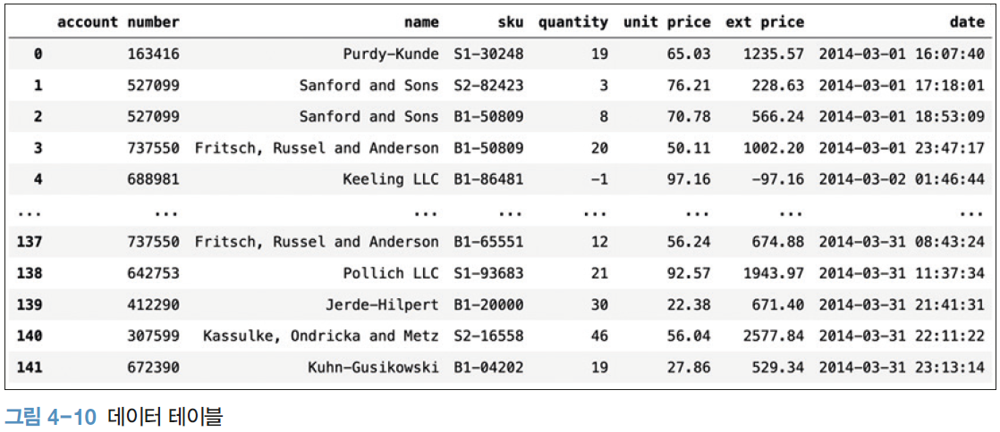 account number name sku quantity unit price ext price date
0 163416 Purdy-Kunde S1-30248 19 65.03 1235.57 2014-03-01 16:07:40
1 527099 Sanford and Sons S2-82423 3 76.21 228.63 2014-03-01 17:18:01
2 527099 Sanford and Sons B1-50809 8 70.78 566.24 2014-03-01 18:53:09
3 737550 Fritsch, Russel and Anderson B1-50809 20 50.11 1002.20 2014-03-01 23:47:17
4 688981 Keeling LLC B1-86481 -1 97.16 -97.16 2014-03-02 01:46:44
... ... ... ... ... ... ... ...
137 737550 Fritsch, Russel and Anderson B1-65551 12 56.24 674.88 2014-03-31 08:43:24
138 642753 Pollich LLC S1-93683 21 92.57 1943.97 2014-03-31 11:37:34
139 412290 Jerde-Hilpert B1-20000 30 22.38 671.40 2014-03-31 21:41:31
140 307599 Kassulke, Ondricka and Metz S2-16558 46 56.04 2577.84 2014-03-31 22:11:22
141 672390 Kuhn-Gusikowski B1-04202 19 27.86 529.34 2014-03-31 23:13:14
그림 4-10 데이터 테이블